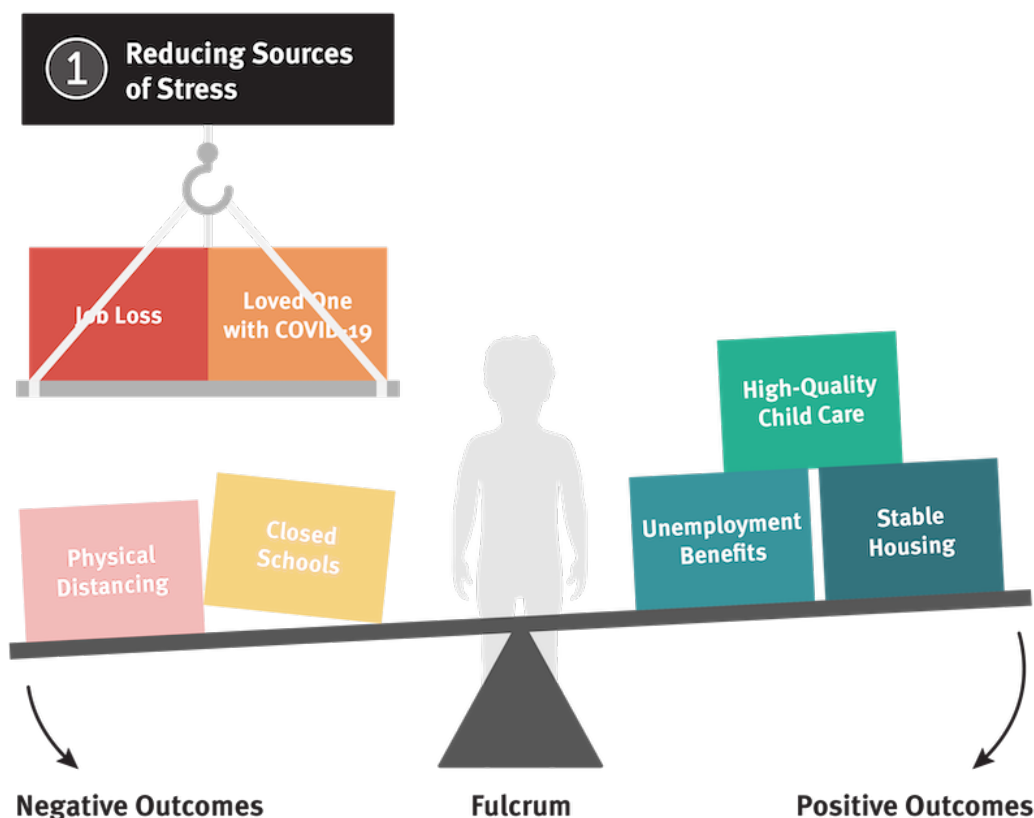 1
Reducing Sources
of Stress
Job Loss
Loved One
with COVID-19
High-Quality
Child Care
Physical
Distancing
Closed
Schools
Unemployment
Benefits
Stable
Housing
Negative Outcomes
Fulcrum
Positive Outcomes